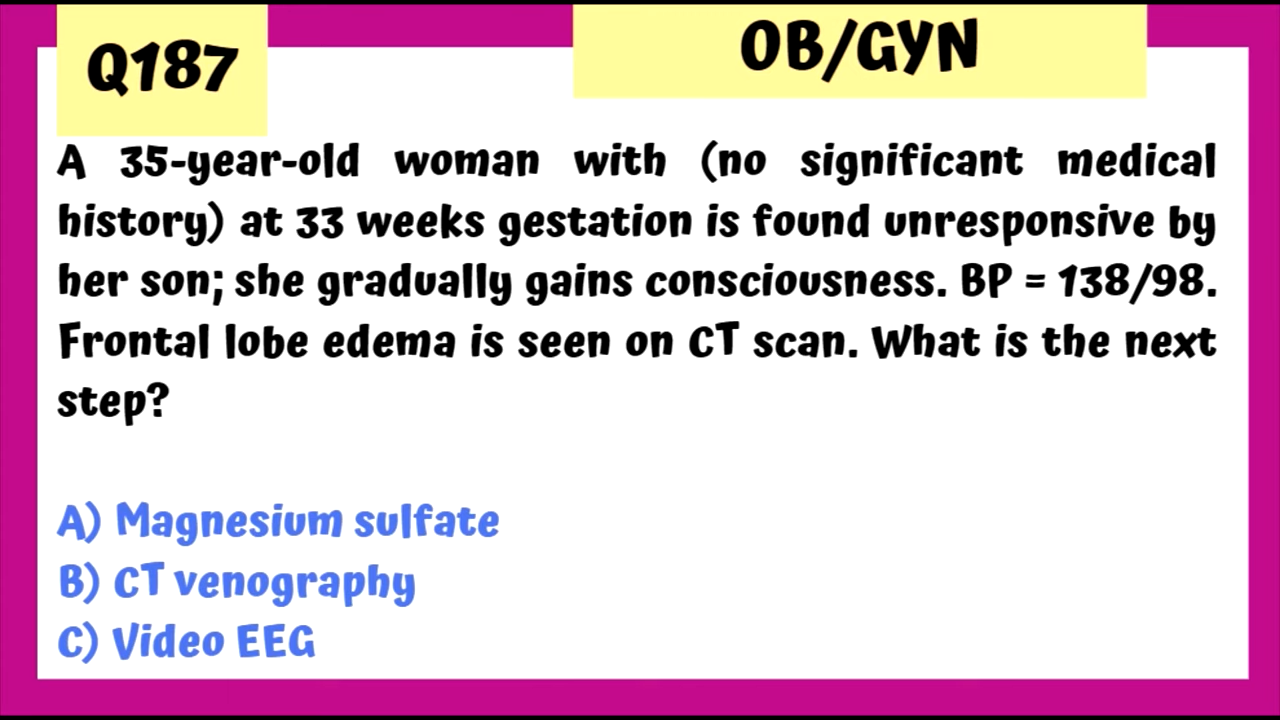 Q187
OB/GYN
A 35-year-old woman with (no significant medical
history) at 33 weeks gestation is found unresponsive by
her son; she gradually gains consciousness. BP = 138/98.
Frontal lobe edema is seen on CT scan. What is the next
step?
A) Magnesium sulfate
B) CT venography
C) Video EEG